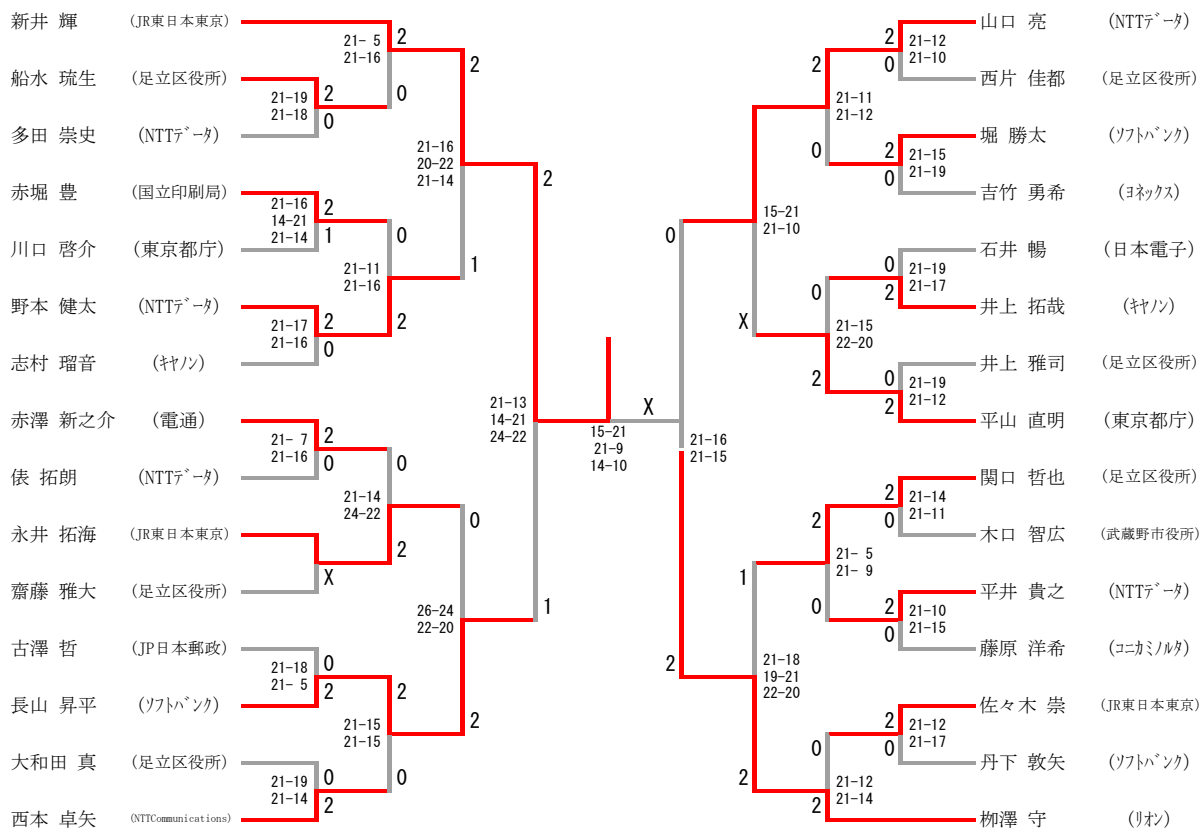 新井 輝 (JR東日本東京)
21- 5 2
21-16
船水 琉生 (足立区役所)
21-19 2 0
21-18 0
多田 崇史 (NTTデータ)
2
21-16
20-22
21-14
赤堀 豊 (国立印刷局)
21-16 2
14-21
21-14 1
0
川口 啓介 (東京都庁)
21-11
21-16
1
野本 健太 (NTTデータ)
21-17 2 2
21-16 0
志村 瑠音 (キヤノン)
2
21-13
14-21
24-22
赤澤 新之介 (電通)
21- 7 2
21-16 0
0
俵 拓朗 (NTTデータ)
21-14
24-22
0
永井 拓海 (JR東日本東京)
X 2
齋藤 雅大 (足立区役所)
26-24
22-20
1
古澤 哲 (JP日本郵政)
21-18 0
21- 5 2
2
長山 昇平 (ソフトバンク)
21-15
21-15
2
大和田 真 (足立区役所)
21-19 0 0
21-14 2
西本 卓矢 (NTTCommunications)
X
15-21
21-9
14-10
山口 亮 (NTTデータ)
2 21-12
0 21-10
西片 佳都 (足立区役所)
2
21-11
21-12
堀 勝太 (ソフトバンク)
0
2 21-15
0 21-19
吉竹 勇希 (ヨネックス)
0
15-21
21-10
石井 暢 (日本電子)
0 21-19
2 21-17
0
井上 拓哉 (キヤノン)
X
21-15
22-20
井上 雅司 (足立区役所)
2
0 21-19
2 21-12
平山 直明 (東京都庁)
21-16
21-15
関口 哲也 (足立区役所)
2 21-14
0 21-11
2
木口 智広 (武蔵野市役所)
1
21- 5
21- 9
平井 貴之 (NTTデータ)
0
2 21-10
0 21-15
藤原 洋希 (コニカミノルタ)
2
21-18
19-21
22-20
佐々木 崇 (JR東日本東京)
2 21-12
0 21-17
0
丹下 敦矢 (ソフトバンク)
2
21-12
21-14
2
栁澤 守 (リオン)